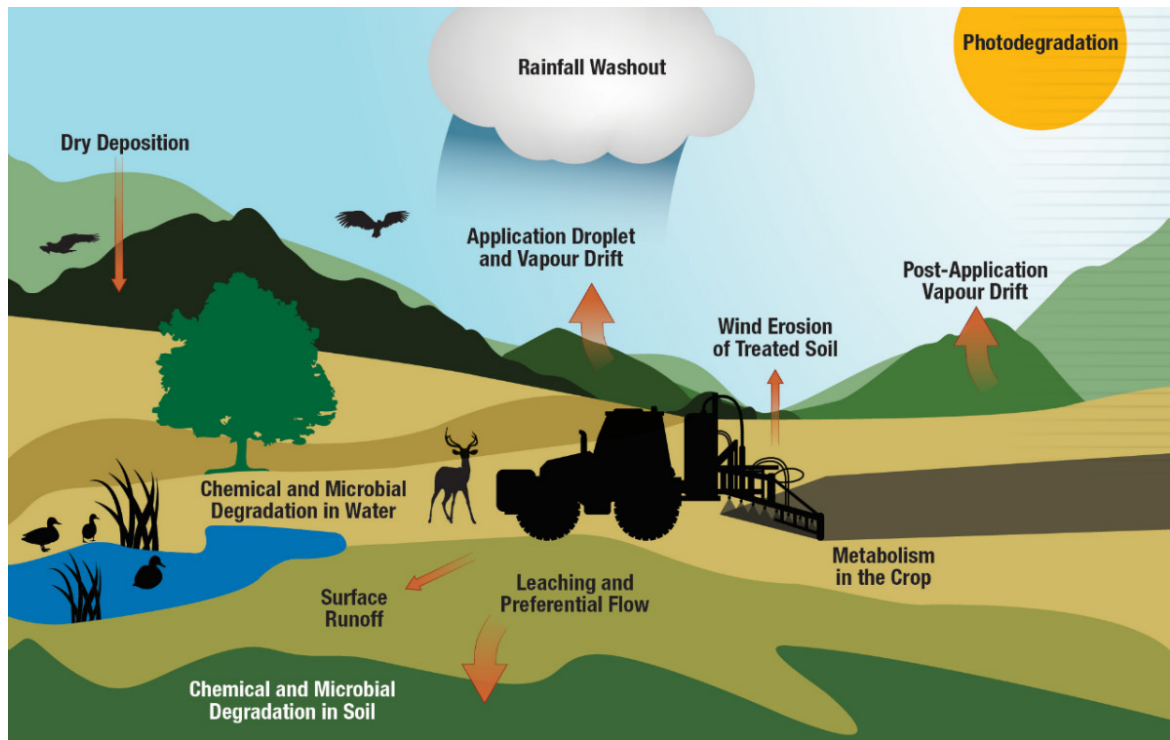 Rainfall Washout
Photodegradation
Dry Deposition
Application Droplet
and Vapour Drift
Post-Application
Vapour Drift
Wind Erosion
of Treated Soil
Chemical and Microbial
Degradation in Water
Metabolism
in the Crop
Surface
Runoff
Leaching and
Preferential Flow
Chemical and Microbial
Degradation in Soil